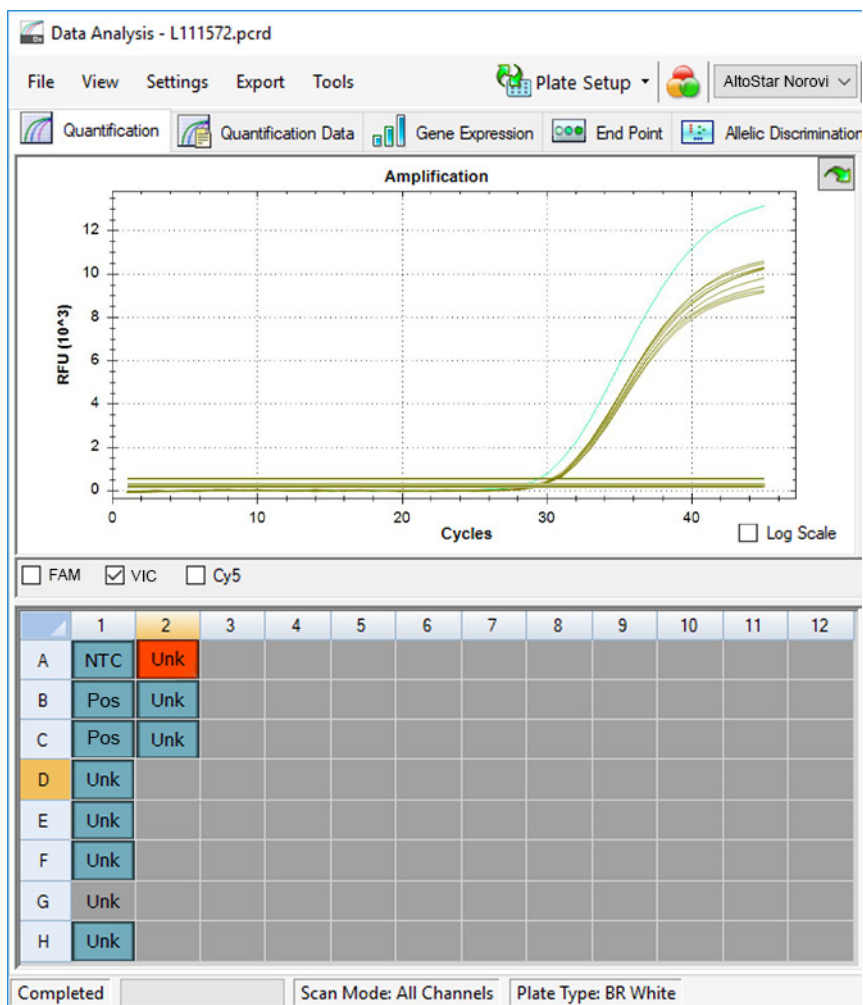 Data Analysis - L111572.pcrd
File View Settings Export Tools Plate Setup AltoStar Norovi
Quantification Quantification Data Gene Expression End Point Allelic Discrimination
Amplification
12
10
8
6
4
2
0
RFU (10^3)
0 10 20 30 40
Cycles
Log Scale
FAM VIC Cy5
1 2 3 4 5 6 7 8 9 10 11 12
A NTC Unk
B Pos Unk
C Pos Unk
D Unk
E Unk
F Unk
G Unk
H Unk
Completed Scan Mode: All Channels Plate Type: BR White